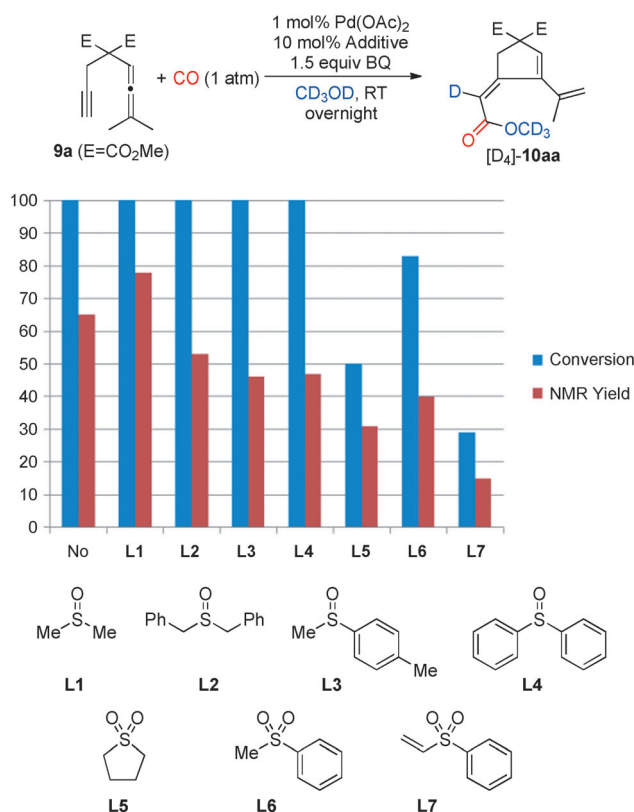 E E
1 mol% Pd(OAc)2
10 mol% Additive
1.5 equiv BQ
+ CO (1 atm)
CD3OD, RT
overnight
9a (E=CO2Me)
E E
D
O OCD3
[D4]-10aa
100
90
80
70
60
50
40
30
20
10
0
No L1 L2 L3 L4 L5 L6 L7
Conversion
NMR Yield
O
Me S Me
L1
O
Ph S Ph
L2
O
Me S
Me
L3
O
S
L4
O O
S
L5
O O
Me S
L6
O O
S
L7